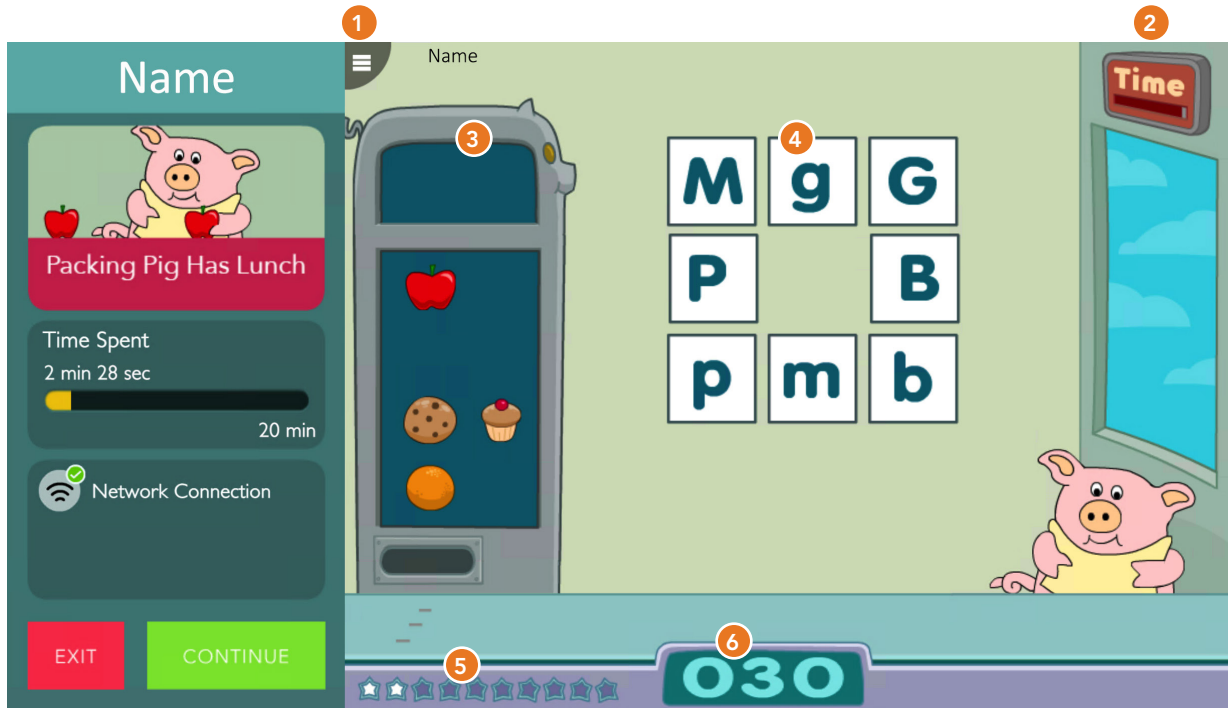 1
2
Name
Name
Time
3
4
Packing Pig Has Lunch
M g G
P B
p m b
Time Spent
2 min 28 sec
20 min
Network Connection
EXIT
CONTINUE
5
6
030